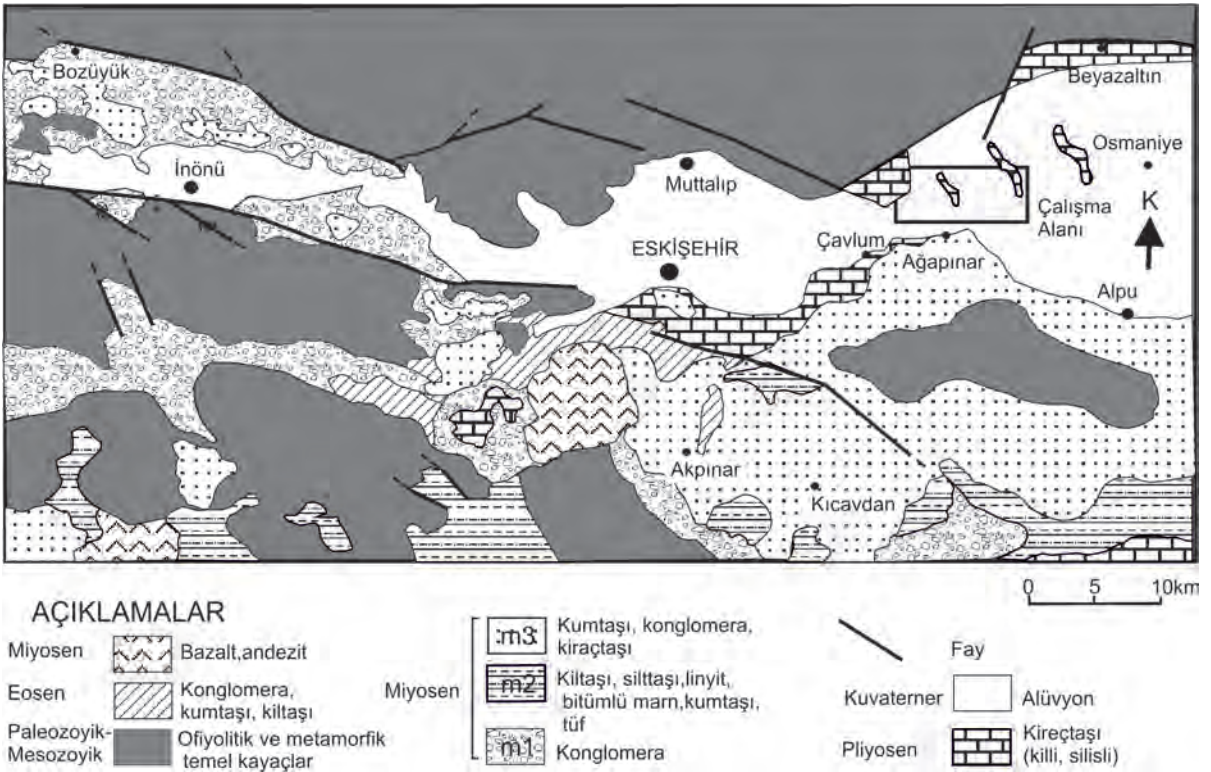 Bozüyük
Beyazaltın
İnönü
Muttalıp
Osmaniye
Çalışma
Alanı
K
ESKİŞEHİR
Çavlum
Ağapınar
Alpu
Akpınar
Kıcavdan
0 5 10km
AÇIKLAMALAR
Miyosen
Bazalt,andezit
Eosen
Konglomera,
kumtaşı, kiltaşı
Paleozoyik-
Mesozoyik
Ofiyolitik ve metamorfik
temel kayaçlar
Miyosen
m3
Kumtaşı, konglomera,
kiraçtaşı
m2
Kiltaşı, silttaşı,linyit,
bitümlü marn,kumtaşı,
tüf
m1
Konglomera
Fay
Kuvaterner
Alüvyon
Pliyosen
Kireçtaşı
(killi, silisli)